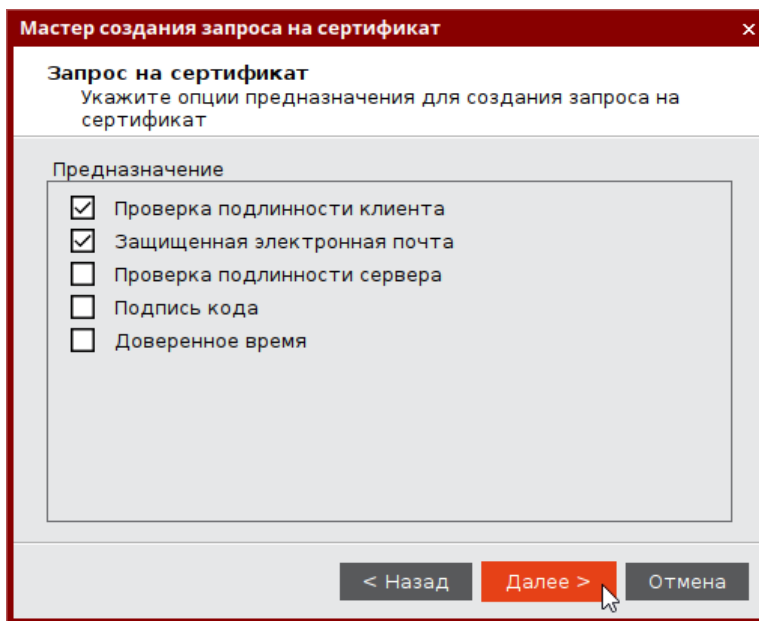 Мастер создания запроса на сертификат
Запрос на сертификат
Укажите опции предназначения для создания запроса на
сертификат
Предназначение
Проверка подлинности клиента
Защищенная электронная почта
Проверка подлинности сервера
Подпись кода
Доверенное время
< Назад
Далее >
Отмена